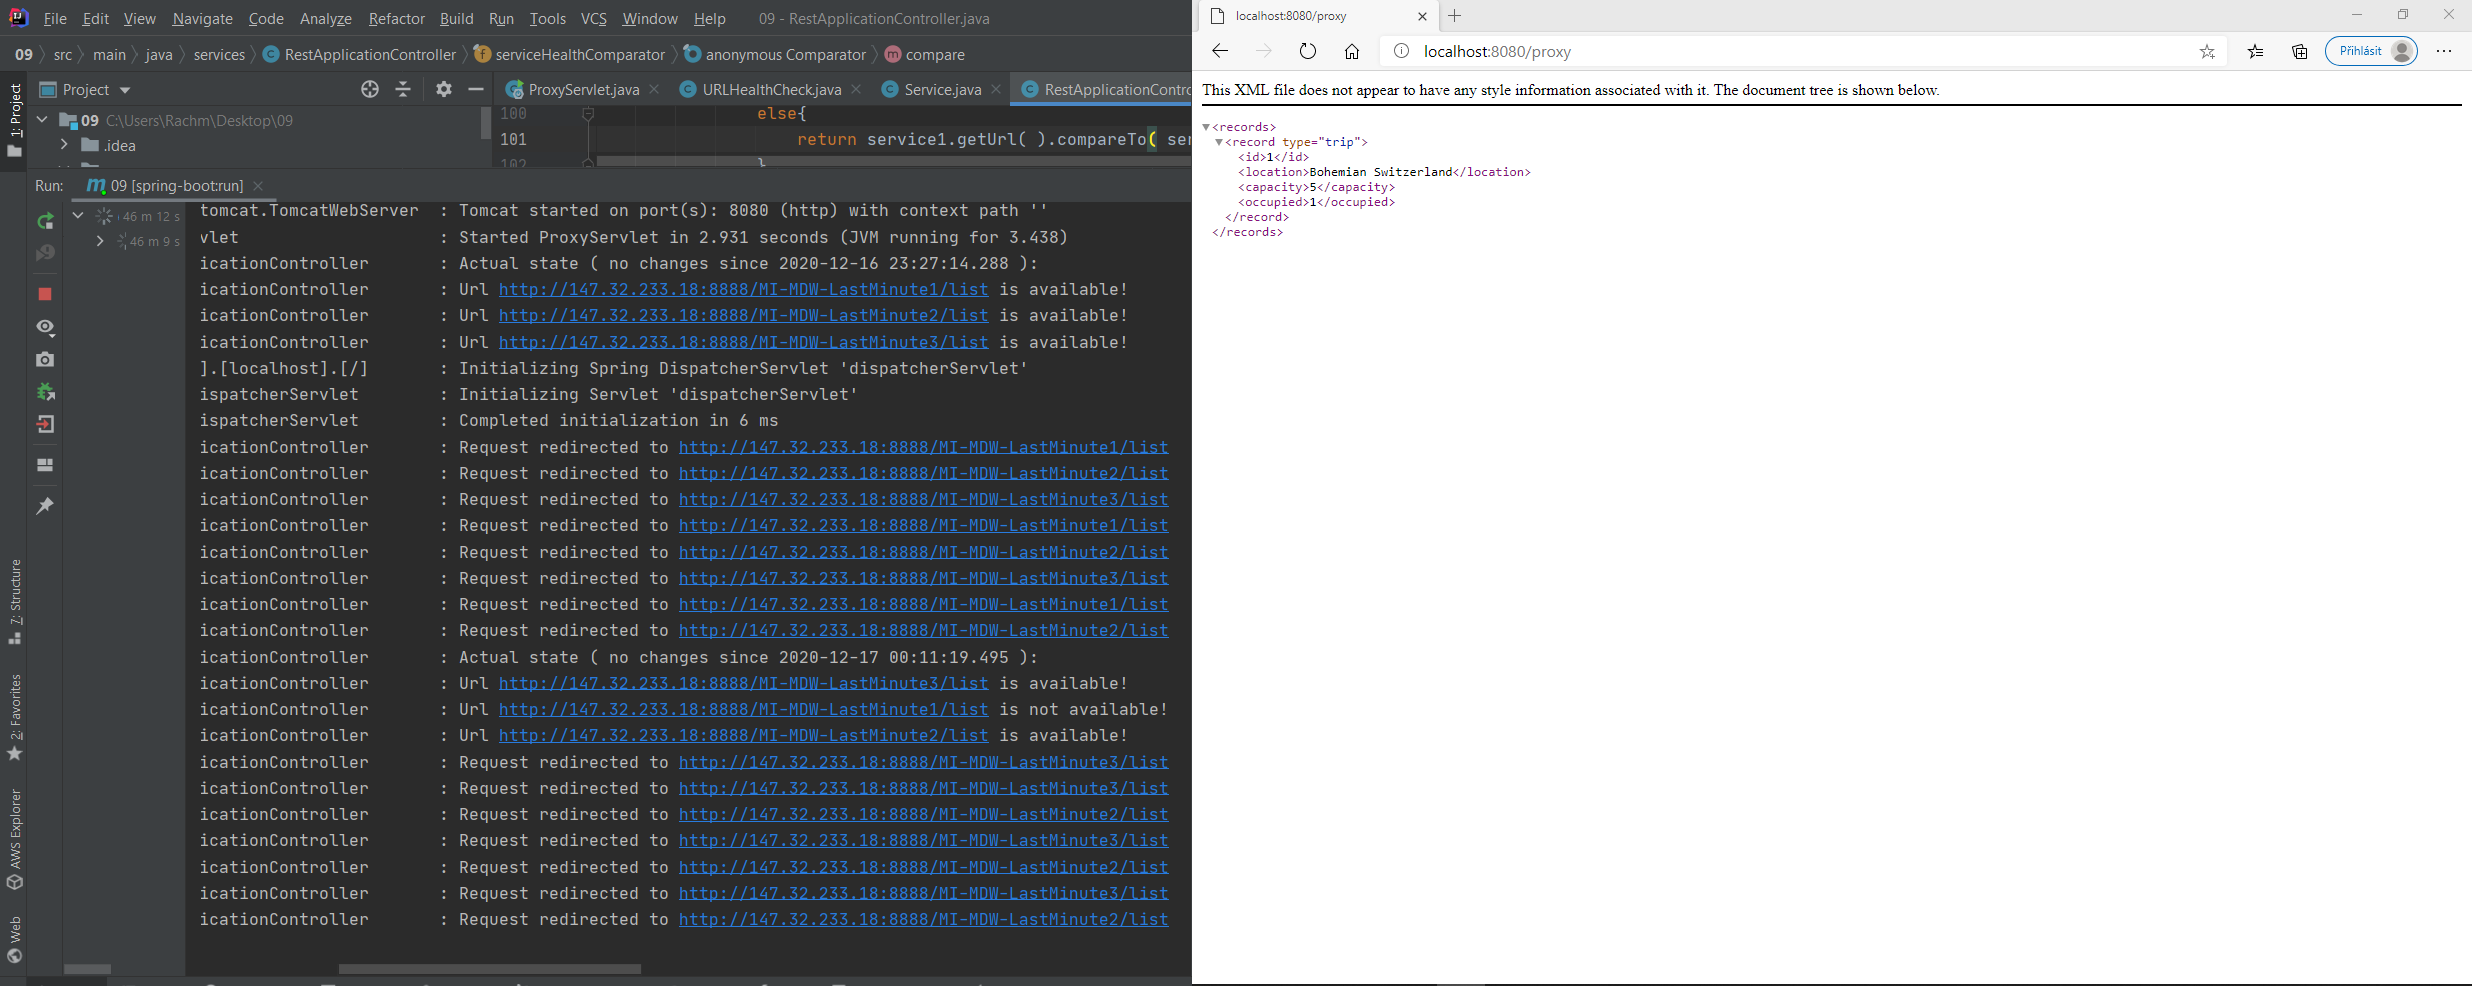 File Edit View Navigate Code Analyze Refactor Build Run Tools VCS Window Help 09 - RestApplicationController.java
09 src main java services RestApplicationController serviceHealthComparator anonymous Comparator compare
Project
ProxyServlet.java URLHealthCheck.java Service.java RestApplicationContro
09 C:\Users\Rachm\Desktop\09
.idea
100 else{
101 return service1.getUrl( ).compareTo( ser
102 }
Run: 09 [spring-boot:run]
46 m 12 s
46 m 9 s
tomcat.TomcatWebServer : Tomcat started on port(s): 8080 (http) with context path ''
vlet : Started ProxyServlet in 2.931 seconds (JVM running for 3.438)
icationController : Actual state ( no changes since 2020-12-16 23:27:14.288 ):
icationController : Url http://147.32.233.18:8888/MI-MDW-LastMinute1/list is available!
icationController : Url http://147.32.233.18:8888/MI-MDW-LastMinute2/list is available!
icationController : Url http://147.32.233.18:8888/MI-MDW-LastMinute3/list is available!
].[localhost].[/] : Initializing Spring DispatcherServlet 'dispatcherServlet'
ispatcherServlet : Initializing Servlet 'dispatcherServlet'
ispatcherServlet : Completed initialization in 6 ms
icationController : Request redirected to http://147.32.233.18:8888/MI-MDW-LastMinute1/list
icationController : Request redirected to http://147.32.233.18:8888/MI-MDW-LastMinute2/list
icationController : Request redirected to http://147.32.233.18:8888/MI-MDW-LastMinute3/list
icationController : Request redirected to http://147.32.233.18:8888/MI-MDW-LastMinute1/list
icationController : Request redirected to http://147.32.233.18:8888/MI-MDW-LastMinute2/list
icationController : Request redirected to http://147.32.233.18:8888/MI-MDW-LastMinute3/list
icationController : Request redirected to http://147.32.233.18:8888/MI-MDW-LastMinute1/list
icationController : Request redirected to http://147.32.233.18:8888/MI-MDW-LastMinute2/list
icationController : Actual state ( no changes since 2020-12-17 00:11:19.495 ):
icationController : Url http://147.32.233.18:8888/MI-MDW-LastMinute3/list is available!
icationController : Url http://147.32.233.18:8888/MI-MDW-LastMinute1/list is not available!
icationController : Url http://147.32.233.18:8888/MI-MDW-LastMinute2/list is available!
icationController : Request redirected to http://147.32.233.18:8888/MI-MDW-LastMinute3/list
icationController : Request redirected to http://147.32.233.18:8888/MI-MDW-LastMinute3/list
icationController : Request redirected to http://147.32.233.18:8888/MI-MDW-LastMinute2/list
icationController : Request redirected to http://147.32.233.18:8888/MI-MDW-LastMinute3/list
icationController : Request redirected to http://147.32.233.18:8888/MI-MDW-LastMinute2/list
icationController : Request redirected to http://147.32.233.18:8888/MI-MDW-LastMinute3/list
icationController : Request redirected to http://147.32.233.18:8888/MI-MDW-LastMinute2/list
1: Project
7: Structure
2: Favorites
AWS Explorer
Web
localhost:8080/proxy
localhost:8080/proxy
Přihlásit
This XML file does not appear to have any style information associated with it. The document tree is shown below.
<records>
<record type="trip">
<id>1</id>
<location>Bohemian Switzerland</location>
<capacity>5</capacity>
<occupied>1</occupied>
</record>
</records>